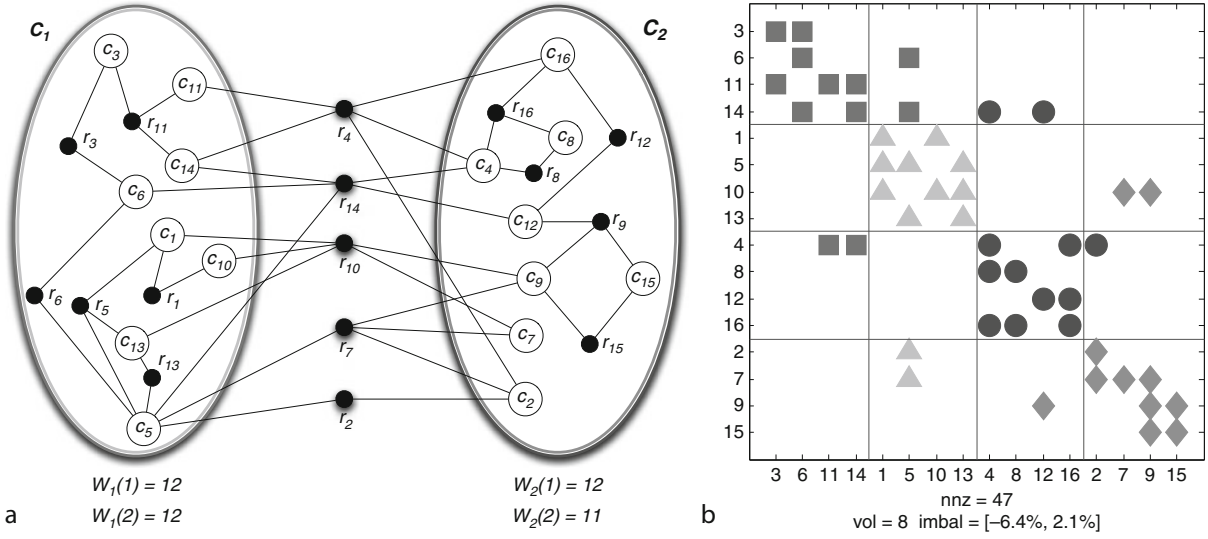 C1 C2
c3
c16
c11
r16
r11 r4 c8 r12
r3
c14 c4 r8
c6
r14
c12 r9
c1
r10
c10
c9 c15
r6 r5 r1
c13 r7 c7
r13 r15
c2
c5 r2
W1(1) = 12 W2(1) = 12
W1(2) = 12 W2(2) = 11
a
3
6
11
14
1
5
10
13
4
8
12
16
2
7
9
15
3 6 11 14 1 5 10 13 4 8 12 16 2 7 9 15
nnz = 47
vol = 8 imbal = [−6.4%, 2.1%]
b